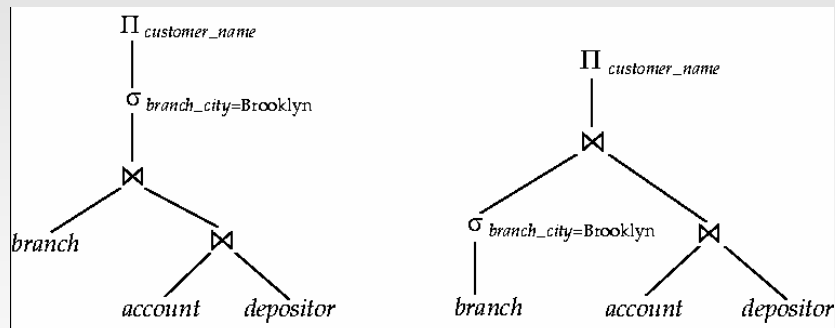 Π customer_name
σ branch_city=Brooklyn
⋈
branch
⋈
account depositor
Π customer_name
⋈
σ branch_city=Brooklyn
⋈
branch
account depositor